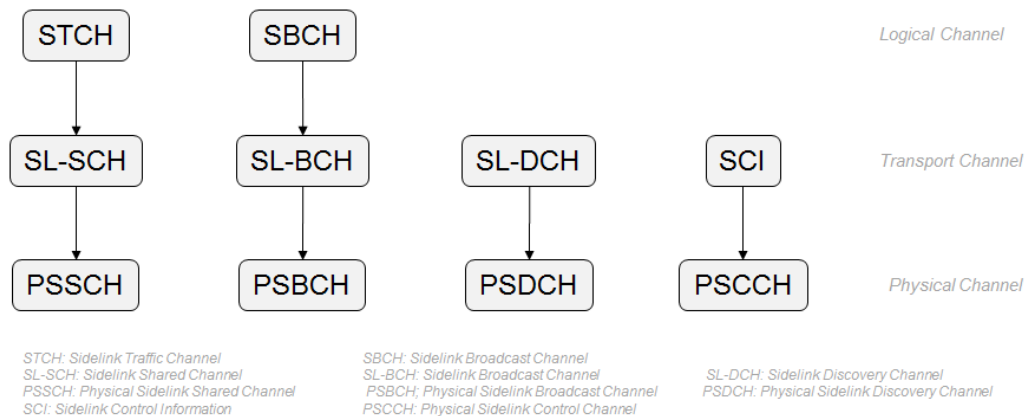 STCH SBCH Logical Channel
SL-SCH SL-BCH SL-DCH SCI Transport Channel
PSSCH PSBCH PSDCH PSCCH Physical Channel
STCH: Sidelink Traffic Channel SBCH: Sidelink Broadcast Channel
SL-SCH: Sidelink Shared Channel SL-BCH: Sidelink Broadcast Channel SL-DCH: Sidelink Discovery Channel
PSSCH: Physical Sidelink Shared Channel PSBCH; Physical Sidelink Broadcast Channel PSDCH: Physical Sidelink Discovery Channel
SCI: Sidelink Control Information PSCCH: Physical Sidelink Control Channel